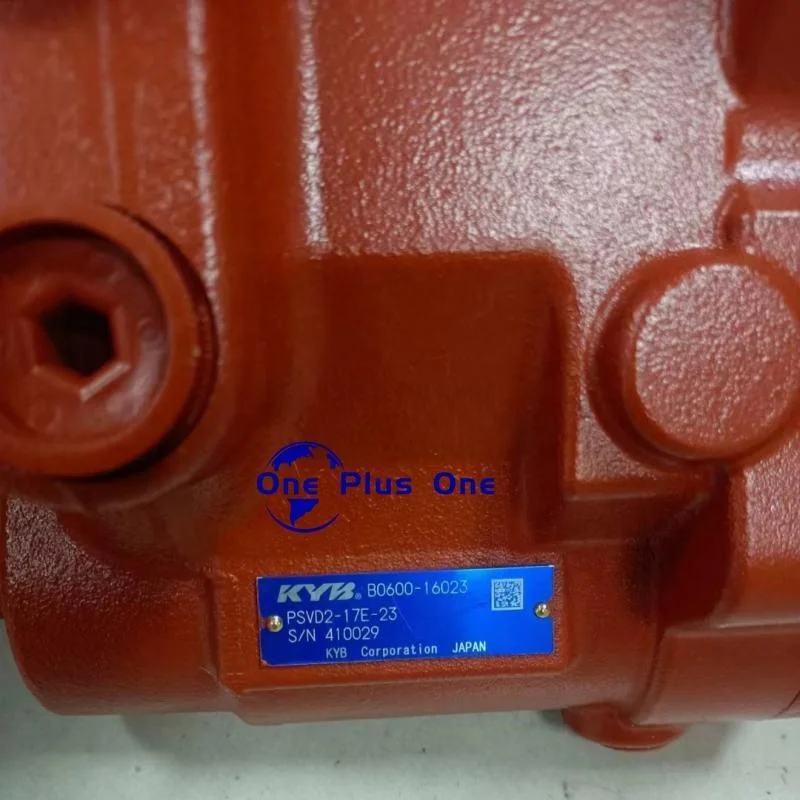 One Plus One
KYB® B0600-16023
PSVD2-17E-23
S/N 410029
KYB Corporation JAPAN